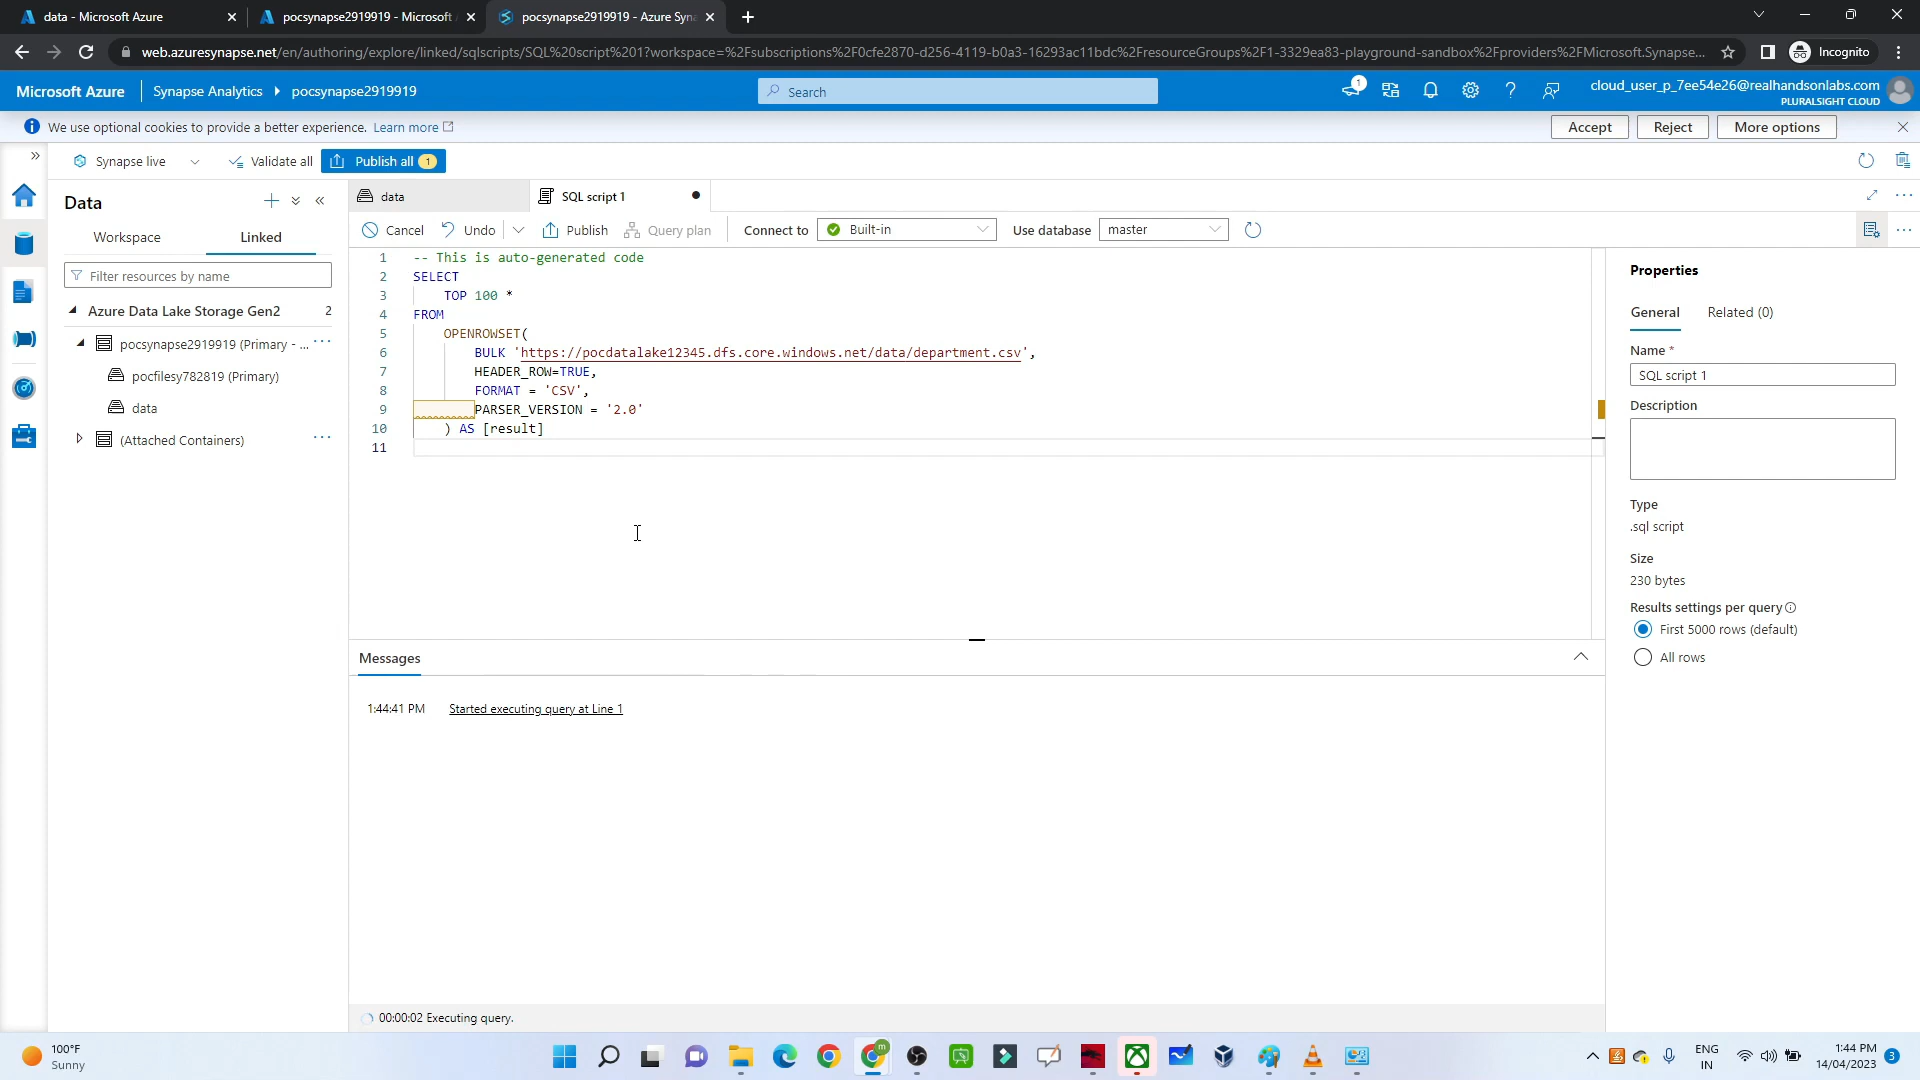 data - Microsoft Azure
pocsynapse2919919 - Microsoft
pocsynapse2919919 - Azure Syn
web.azuresynapse.net/en/authoring/explore/linked/sqlscripts/SQL%20script%201?workspace=%2Fsubscriptions%2F0cfe2870-d256-4119-b0a3-16293ac11bdc%2FresourceGroups%2F1-3329ea83-playground-sandbox%2Fproviders%2FMicrosoft.Synapse...
Incognito
Microsoft Azure
Synapse Analytics
pocsynapse2919919
Search
1
cloud_user_p_7ee54e26@realhandsonlabs.com
PLURALSIGHT CLOUD
We use optional cookies to provide a better experience. Learn more
Accept
Reject
More options
Synapse live
Validate all
Publish all 1
Data
Workspace
Linked
Filter resources by name
Azure Data Lake Storage Gen2 2
pocsynapse2919919 (Primary - ...
pocfilesy782819 (Primary)
data
(Attached Containers)
data
SQL script 1
Cancel
Undo
Publish
Query plan
Connect to
Built-in
Use database
master
1 -- This is auto-generated code
2 SELECT
3 TOP 100 *
4 FROM
5 OPENROWSET(
6 BULK 'https://pocdatalake12345.dfs.core.windows.net/data/department.csv',
7 HEADER_ROW=TRUE,
8 FORMAT = 'CSV',
9 PARSER_VERSION = '2.0'
10 ) AS [result]
11
Messages
1:44:41 PM Started executing query at Line 1
00:00:02 Executing query.
Properties
General
Related (0)
Name *
SQL script 1
Description
Type
.sql script
Size
230 bytes
Results settings per query
First 5000 rows (default)
All rows
100°F
Sunny
m
ENG
IN
1:44 PM
14/04/2023
3